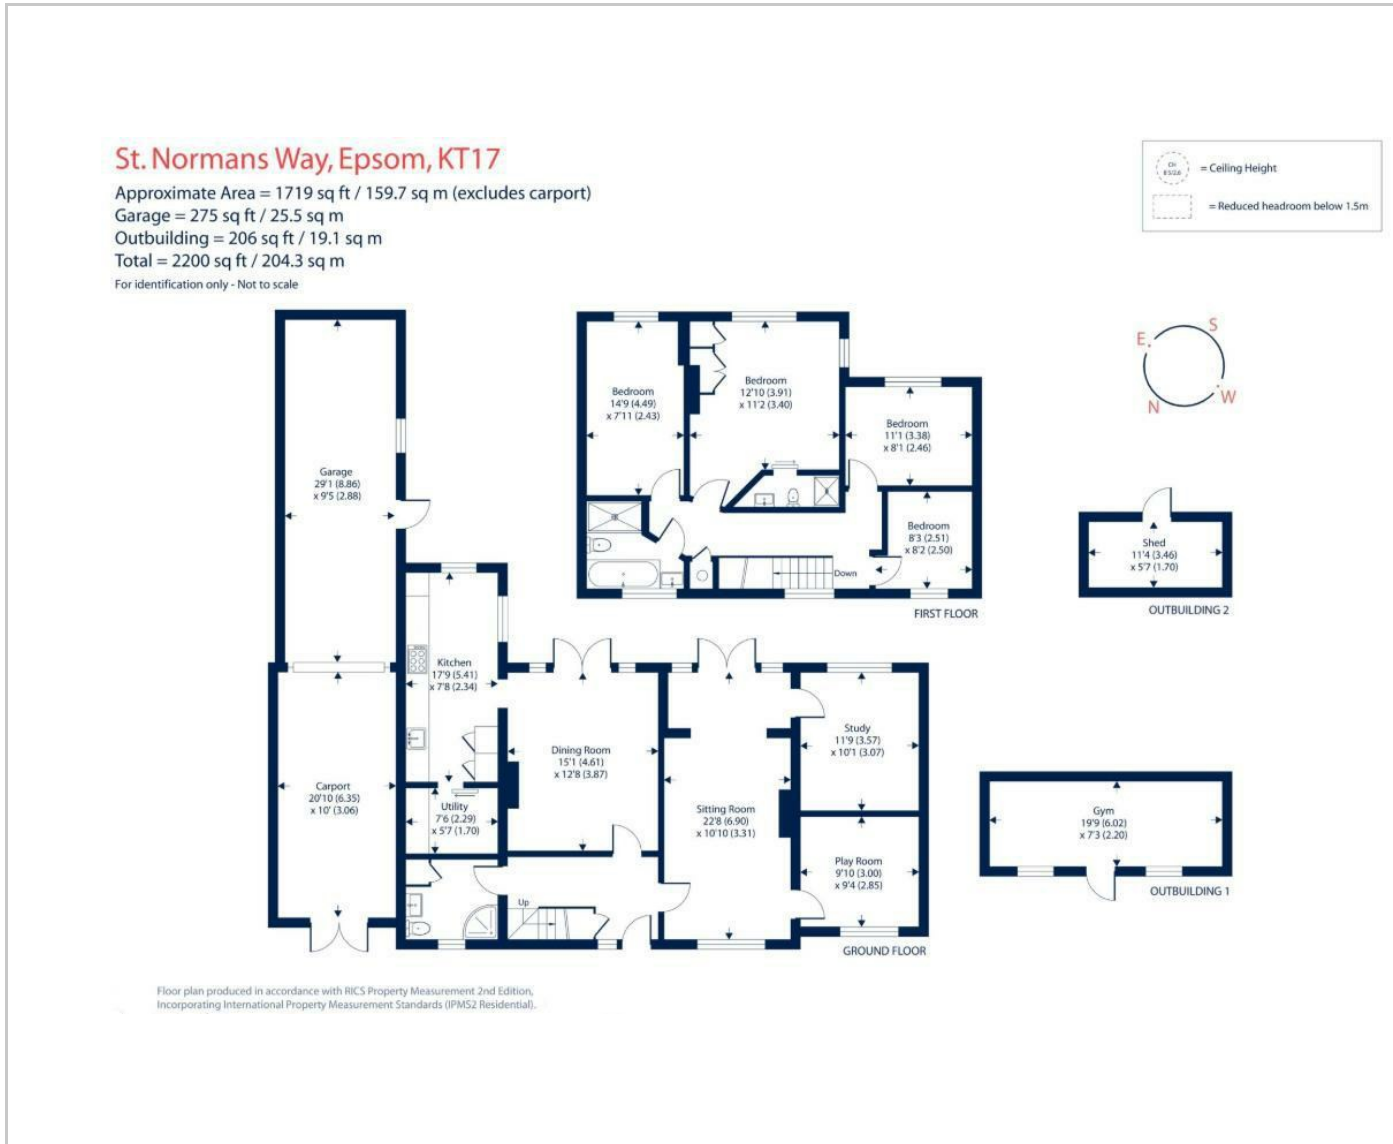 St. Normans Way, Epsom, KT17
Approximate Area = 1719 sq ft / 159.7 sq m (excludes carport)
Garage = 275 sq ft / 25.5 sq m
Outbuilding = 206 sq ft / 19.1 sq m
Total = 2200 sq ft / 204.3 sq m
For identification only - Not to scale
CH
= Ceiling Height
= Reduced headroom below 1.5m
E
S
N
W
Garage
29'1 (8.86)
x 9'5 (2.88)
Carport
20'10 (6.35)
x 10' (3.06)
Kitchen
17'9 (5.41)
x 7'8 (2.34)
Utility
7'6 (2.29)
x 5'7 (1.70)
Dining Room
15'1 (4.61)
x 12'8 (3.87)
Up
Sitting Room
22'8 (6.90)
x 10'10 (3.31)
Study
11'9 (3.57)
x 10'1 (3.07)
Play Room
9'10 (3.00)
x 9'4 (2.85)
GROUND FLOOR
Bedroom
14'9 (4.49)
x 7'11 (2.43)
Bedroom
12'10 (3.91)
x 11'2 (3.40)
Bedroom
11'1 (3.38)
x 8'1 (2.46)
Bedroom
8'3 (2.51)
x 8'2 (2.50)
Down
FIRST FLOOR
Shed
11'4 (3.46)
x 5'7 (1.70)
OUTBUILDING 2
Gym
19'9 (6.02)
x 7'3 (2.20)
OUTBUILDING 1
Floor plan produced in accordance with RICS Property Measurement 2nd Edition,
Incorporating International Property Measurement Standards (IPMS2 Residential).